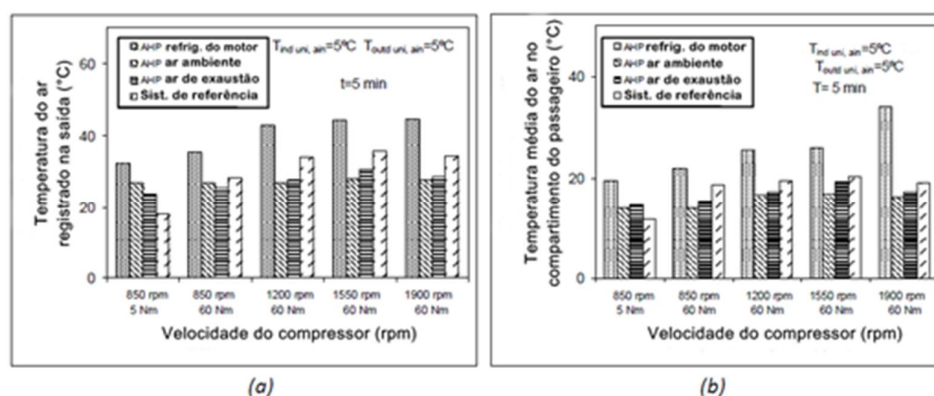 AHP refrig. do motor
AHP ar ambiente
AHP ar de exaustão
Sist. de referência
T ind uni, ain=5ºC T outd uni, ain=5ºC
t=5 min
Temperatura do ar
registrado na saída (°C)
60
40
20
0
850 rpm 850 rpm 1200 rpm 1550 rpm 1900 rpm
5 Nm 60 Nm 60 Nm 60 Nm 60 Nm
Velocidade do compressor (rpm)
(a)
AHP refrig. do motor
AHP ar ambiente
AHP ar de exaustão
Sist. de referência
T ind uni, ain=5ºC
T outd uni, ain=5ºC
T= 5 min
Temperatura média do ar no
compartimento do passageiro (°C)
40
20
0
850 rpm 850 rpm 1200 rpm 1550 rpm 1900 rpm
5 Nm 60 Nm 60 Nm 60 Nm 60 Nm
Velocidade do compressor (rpm)
(b)